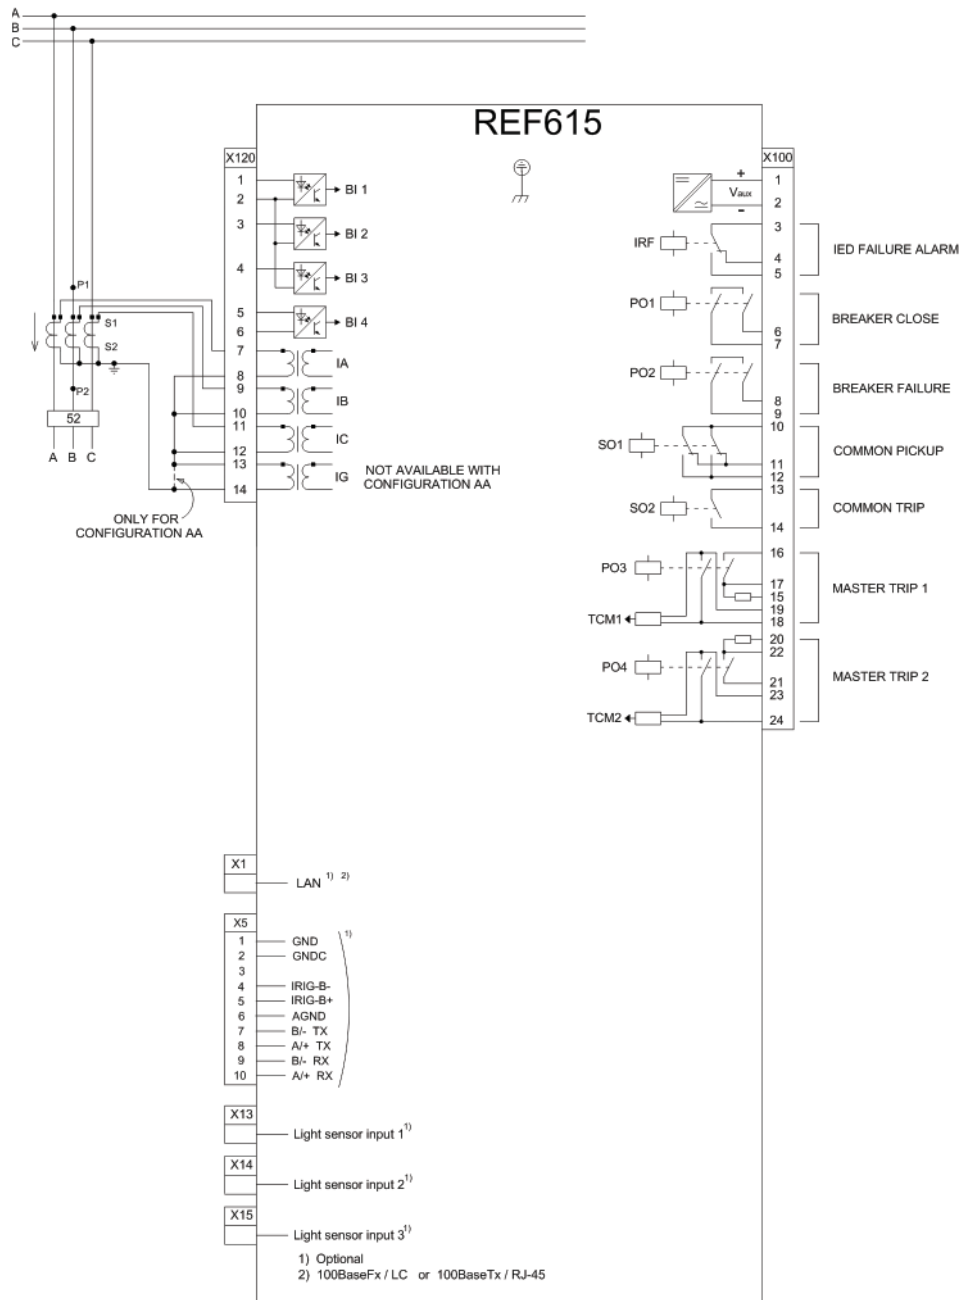 A
B
C
REF615
X120
1
2
3
4
5
6
7
8
9
10
11
12
13
14
BI 1
BI 2
BI 3
BI 4
IA
IB
IC
IG
NOT AVAILABLE WITH
CONFIGURATION AA
P1
S1
S2
P2
52
A B C
ONLY FOR
CONFIGURATION AA
X100
+
Vaux
-
1
2
3
4
5
6
7
8
9
10
11
12
13
14
16
17
15
19
18
20
22
21
23
24
IRF
PO1
PO2
SO1
SO2
PO3
TCM1
PO4
TCM2
IED FAILURE ALARM
BREAKER CLOSE
BREAKER FAILURE
COMMON PICKUP
COMMON TRIP
MASTER TRIP 1
MASTER TRIP 2
X1
LAN 1) 2)
X5
1 GND 1)
2 GNDC
3
4 IRIG-B-
5 IRIG-B+
6 AGND
7 B/- TX
8 A/+ TX
9 B/- RX
10 A/+ RX
X13
Light sensor input 1 1)
X14
Light sensor input 2 1)
X15
Light sensor input 3 1)
1) Optional
2) 100BaseFx / LC or 100BaseTx / RJ-45